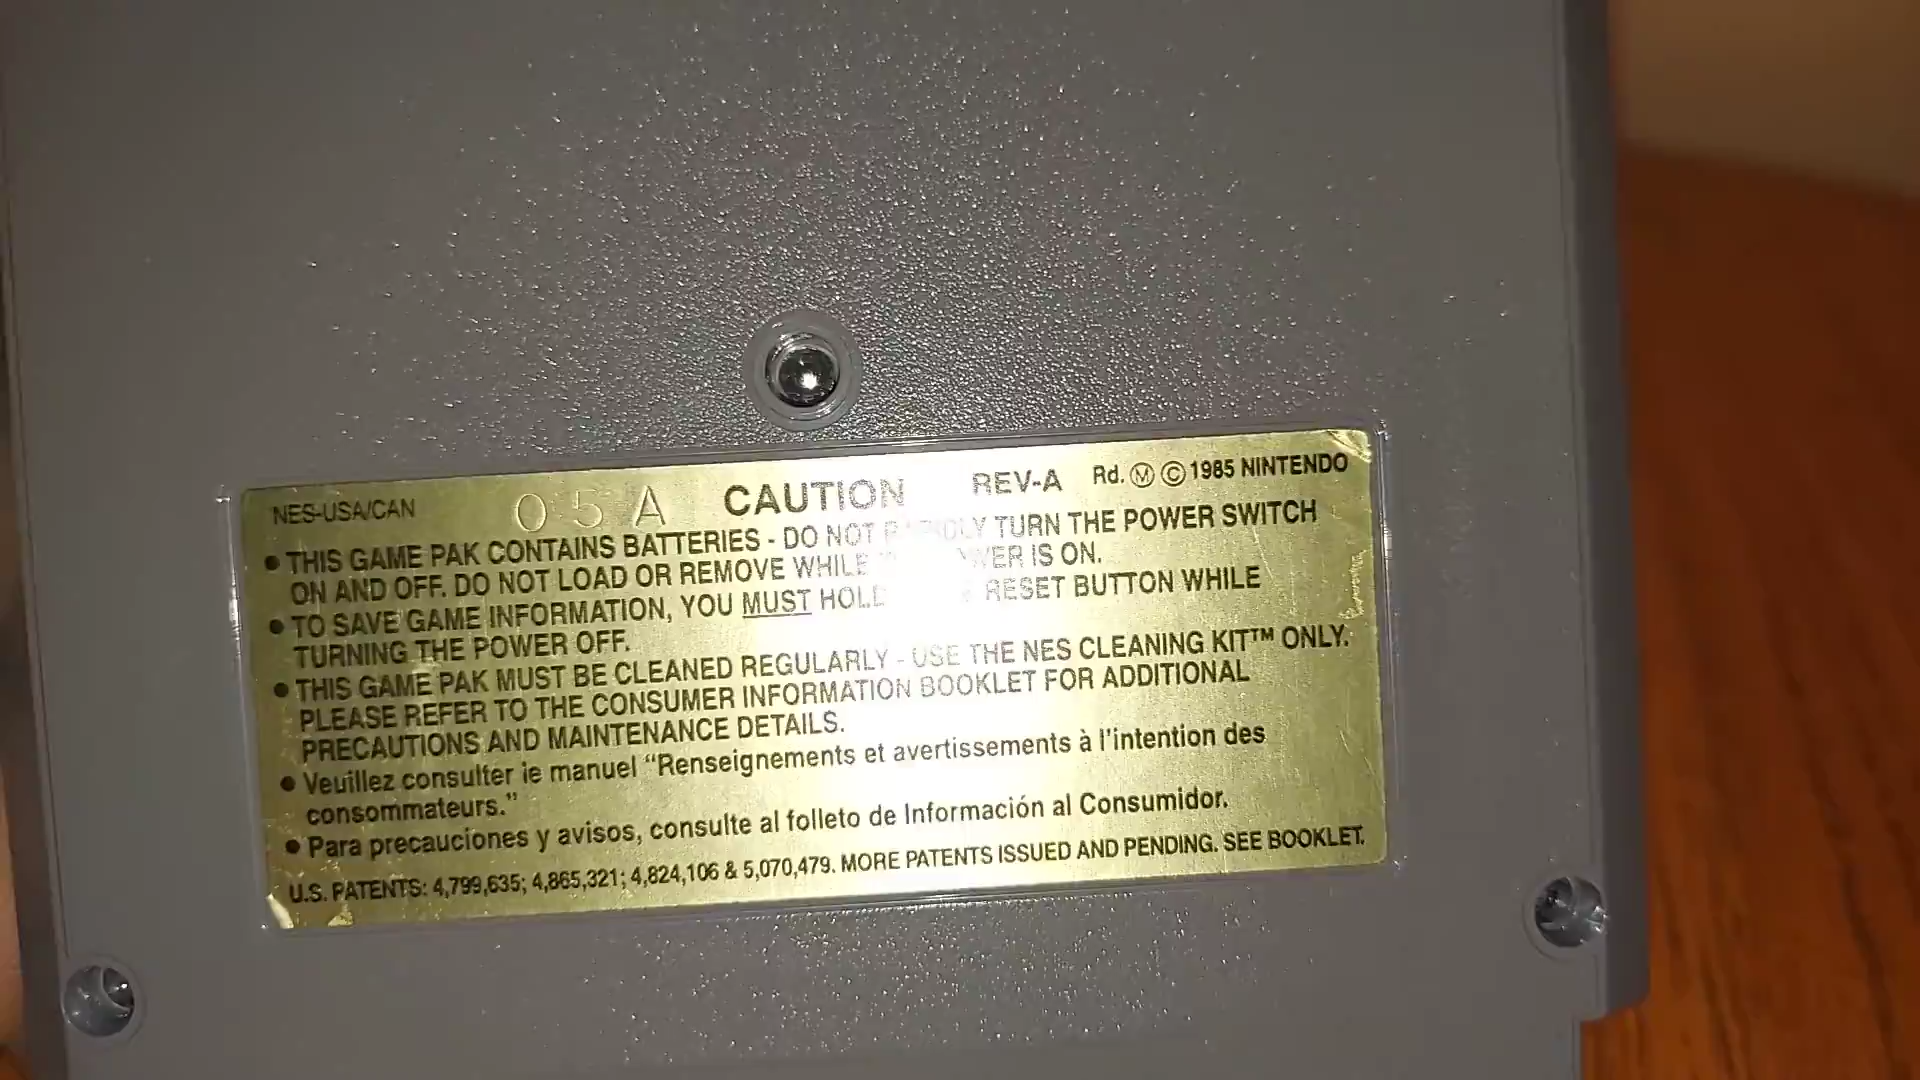 NES-USA/CAN 05A CAUTION REV-A Rd. Ⓜ © 1985 NINTENDO
• THIS GAME PAK CONTAINS BATTERIES - DO NOT TURN THE POWER SWITCH
ON AND OFF. DO NOT LOAD OR REMOVE WHILE IS ON.
• TO SAVE GAME INFORMATION, YOU MUST HOLD RESET BUTTON WHILE
TURNING THE POWER OFF.
• THIS GAME PAK MUST BE CLEANED REGULARLY - USE THE NES CLEANING KIT™ ONLY.
PLEASE REFER TO THE CONSUMER INFORMATION BOOKLET FOR ADDITIONAL
PRECAUTIONS AND MAINTENANCE DETAILS.
• Veuillez consulter le manuel “Renseignements et avertissements à l'intention des
consommateurs.”
• Para precauciones y avisos, consulte al folleto de Información al Consumidor.
U.S. PATENTS: 4,799,635; 4,865,321; 4,824,106 & 5,070,479. MORE PATENTS ISSUED AND PENDING. SEE BOOKLET.